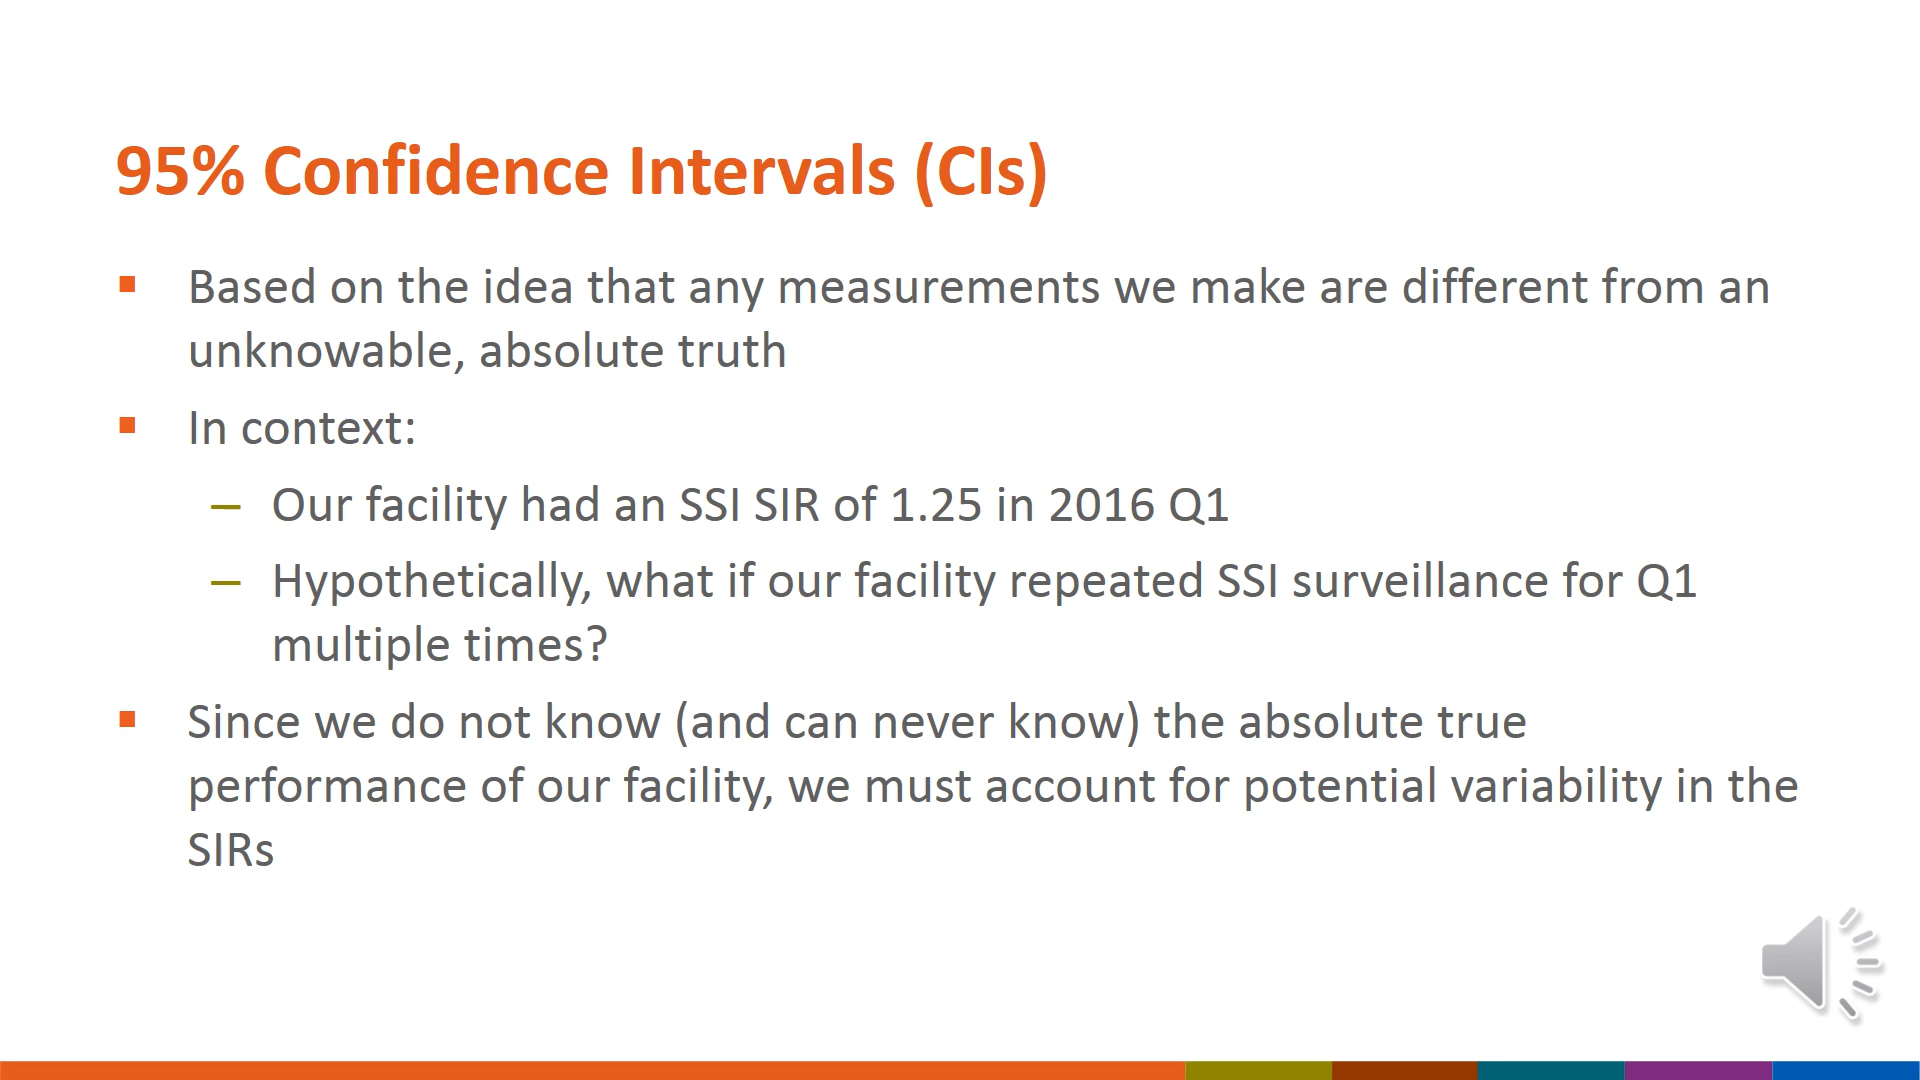 95% Confidence Intervals (CIs)
Based on the idea that any measurements we make are different from an
unknowable, absolute truth
In context:
– Our facility had an SSI SIR of 1.25 in 2016 Q1
– Hypothetically, what if our facility repeated SSI surveillance for Q1
multiple times?
Since we do not know (and can never know) the absolute true
performance of our facility, we must account for potential variability in the
SIRs